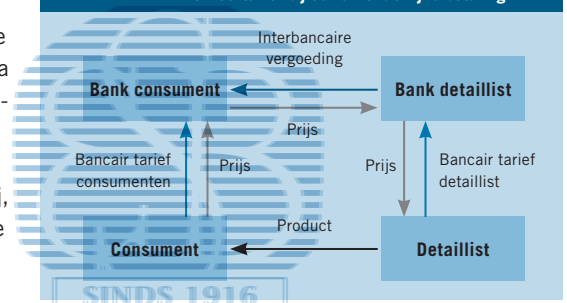 Interbancaire
vergoeding
Bank consument
Bank detaillist
Prijs
Bancair tarief
consumenten
Prijs
Prijs
Bancair tarief
detaillist
Product
Consument
Detaillist
SINDS 1916